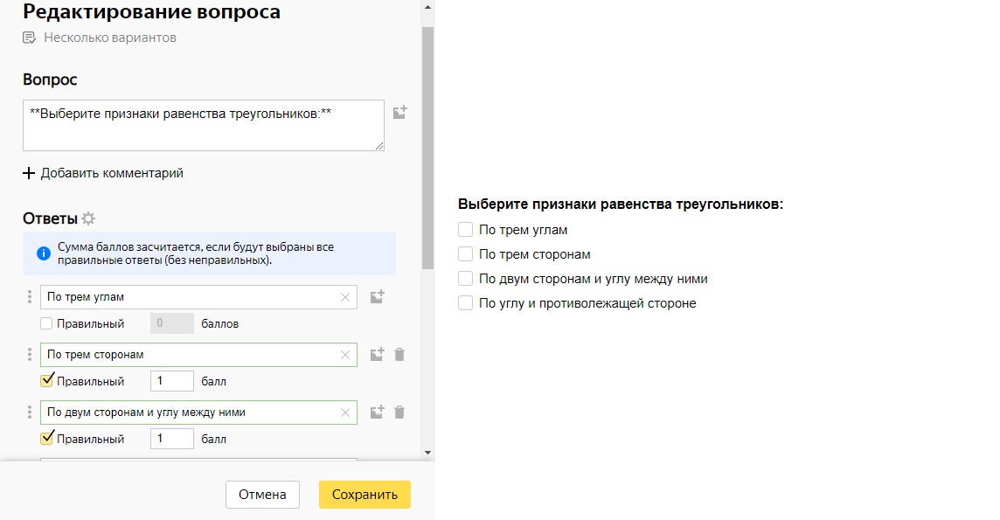 Редактирование вопроса
Несколько вариантов
Вопрос
**Выберите признаки равенства треугольников:**
Добавить комментарий
Ответы
Сумма баллов засчитается, если будут выбраны все
правильные ответы (без неправильных).
По трем углам
Правильный 0 баллов
По трем сторонам
Правильный 1 балл
По двум сторонам и углу между ними
Правильный 1 балл
Отмена Сохранить
Выберите признаки равенства треугольников:
По трем углам
По трем сторонам
По двум сторонам и углу между ними
По углу и противолежащей стороне